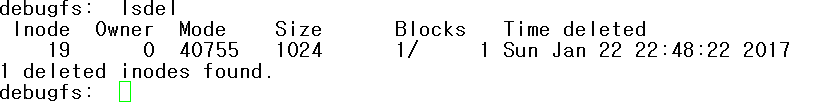 debugfs:  lsdel
 Inode  Owner  Mode    Size      Blocks   Time deleted
    19      0  40755   1024      1/      1 Sun Jan 22 22:48:22 2017
1 deleted inodes found.
debugfs: